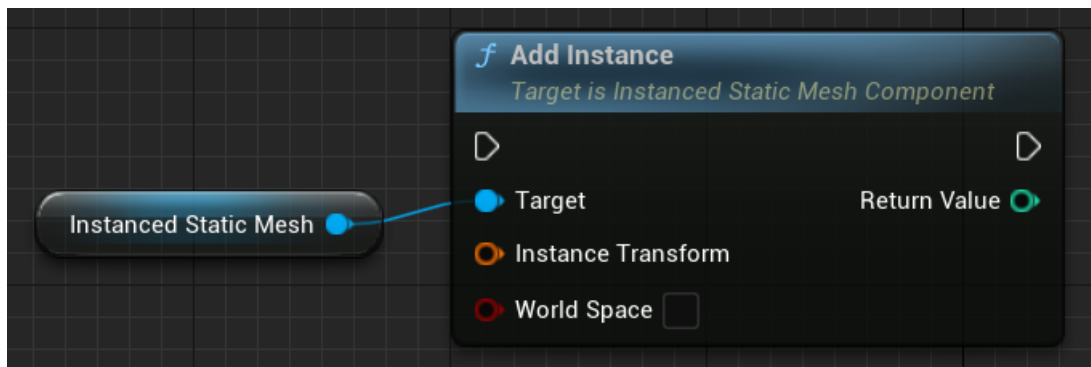 f Add Instance
Target is Instanced Static Mesh Component
Instanced Static Mesh
Target
Return Value
Instance Transform
World Space